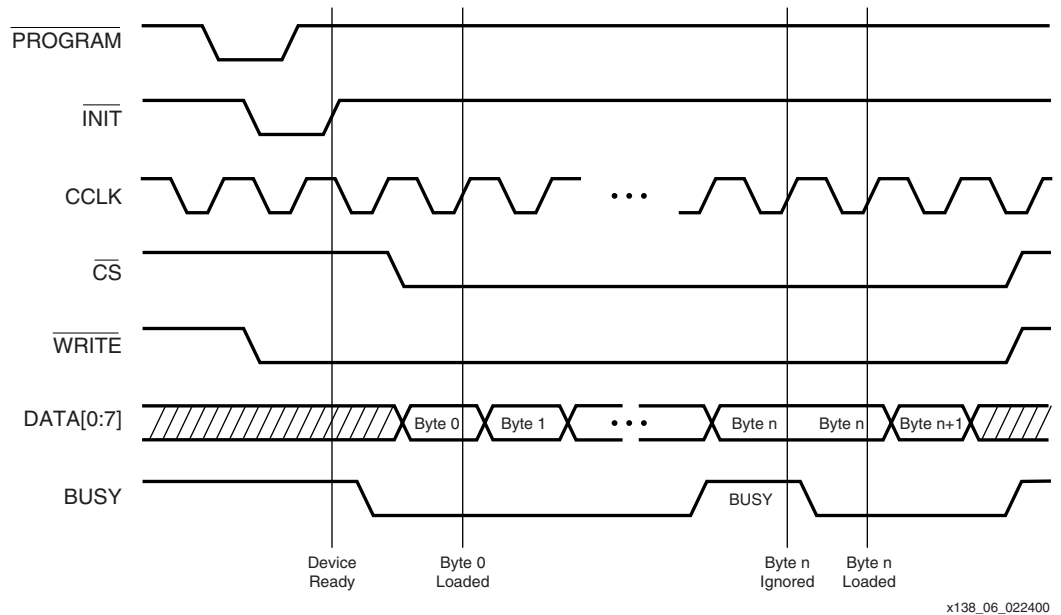 PROGRAM
INIT
CCLK
• • •
CS
WRITE
DATA[0:7]
Byte 0 Byte 1 • • • Byte n Byte n Byte n+1
BUSY
BUSY
Device
Ready
Byte 0
Loaded
Byte n
Ignored
Byte n
Loaded
x138_06_022400